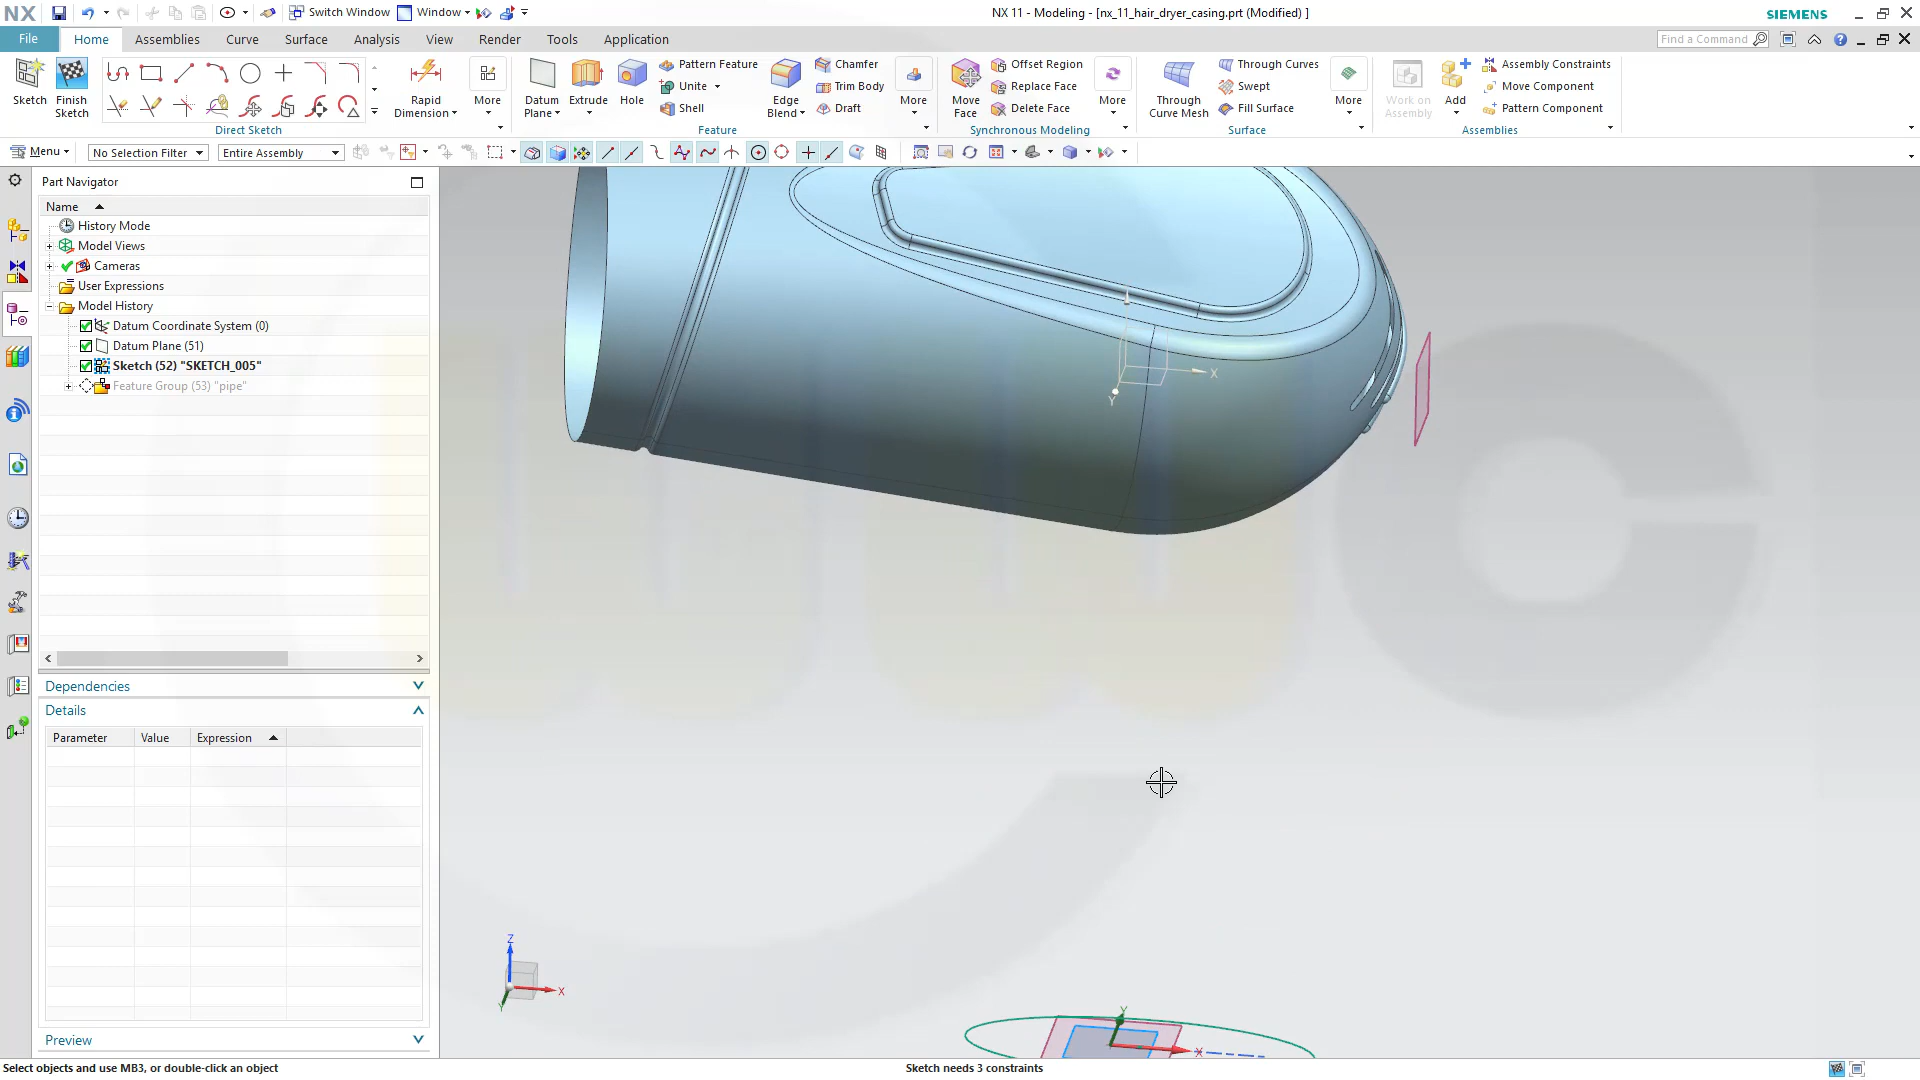 NX
Switch Window
Window
NX 11 - Modeling - [nx_11_hair_dryer_casing.prt (Modified) ]
SIEMENS
File
Home
Assemblies
Curve
Surface
Analysis
View
Render
Tools
Application
Find a Command
Sketch
Finish Sketch
Rapid Dimension
More
Direct Sketch
Datum Plane
Extrude
Hole
Pattern Feature
Unite
Shell
Edge Blend
Chamfer
Trim Body
Draft
More
Feature
Move Face
Offset Region
Replace Face
Delete Face
More
Synchronous Modeling
Through Curve Mesh
Through Curves
Swept
Fill Surface
More
Surface
Work on Assembly
Add
Assembly Constraints
Move Component
Pattern Component
Assemblies
Menu
No Selection Filter
Entire Assembly
Part Navigator
Name
History Mode
Model Views
Cameras
User Expressions
Model History
Datum Coordinate System (0)
Datum Plane (51)
Sketch (52) "SKETCH_005"
Feature Group (53) "pipe"
Dependencies
Details
Parameter
Value
Expression
Preview
X
Y
Z
X
Y
Y
X
Select objects and use MB3, or double-click an object
Sketch needs 3 constraints